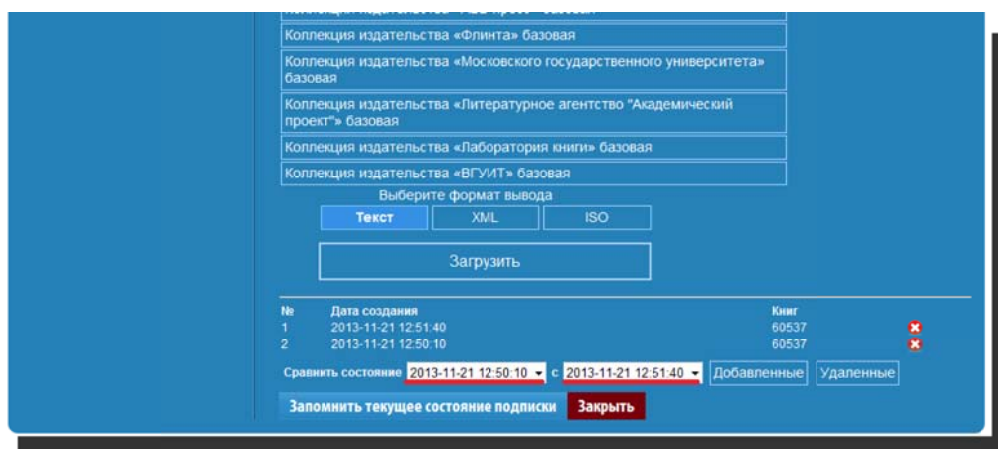 Коллекция издательства «Флинта» базовая
Коллекция издательства «Московского государственного университета»
базовая
Коллекция издательства «Литературное агентство "Академический
проект"» базовая
Коллекция издательства «Лаборатория книги» базовая
Коллекция издательства «ВГУИТ» базовая
Выберите формат вывода
Текст XML ISO
Загрузить
№ Дата создания Книг
1 2013-11-21 12:51:40 60537
2 2013-11-21 12:50:10 60537
Сравнить состояние 2013-11-21 12:50:10 с 2013-11-21 12:51:40 Добавленные Удаленные
Запомнить текущее состояние подписки Закрыть